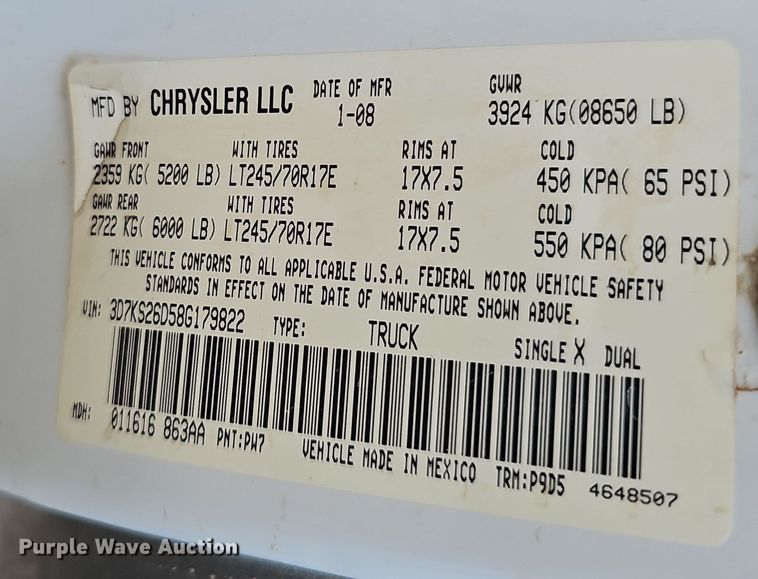 MFD BY CHRYSLER LLC DATE OF MFR GVWR
1-08 3924 KG(08650 LB)
GAWR FRONT WITH TIRES RIMS AT COLD
2359 KG( 5200 LB) LT245/70R17E 17X7.5 450 KPA( 65 PSI)
GAWR REAR WITH TIRES RIMS AT COLD
2722 KG( 6000 LB) LT245/70R17E 17X7.5 550 KPA( 80 PSI)
THIS VEHICLE CONFORMS TO ALL APPLICABLE U.S.A. FEDERAL MOTOR VEHICLE SAFETY
STANDARDS IN EFFECT ON THE DATE OF MANUFACTURE SHOWN ABOVE.
VIN: 3D7KS26D58G179822 TYPE: TRUCK SINGLE X DUAL
MDH: 011616 863AA PNT:PW7 VEHICLE MADE IN MEXICO TRM:P9D5 4648507
Purple Wave Auction